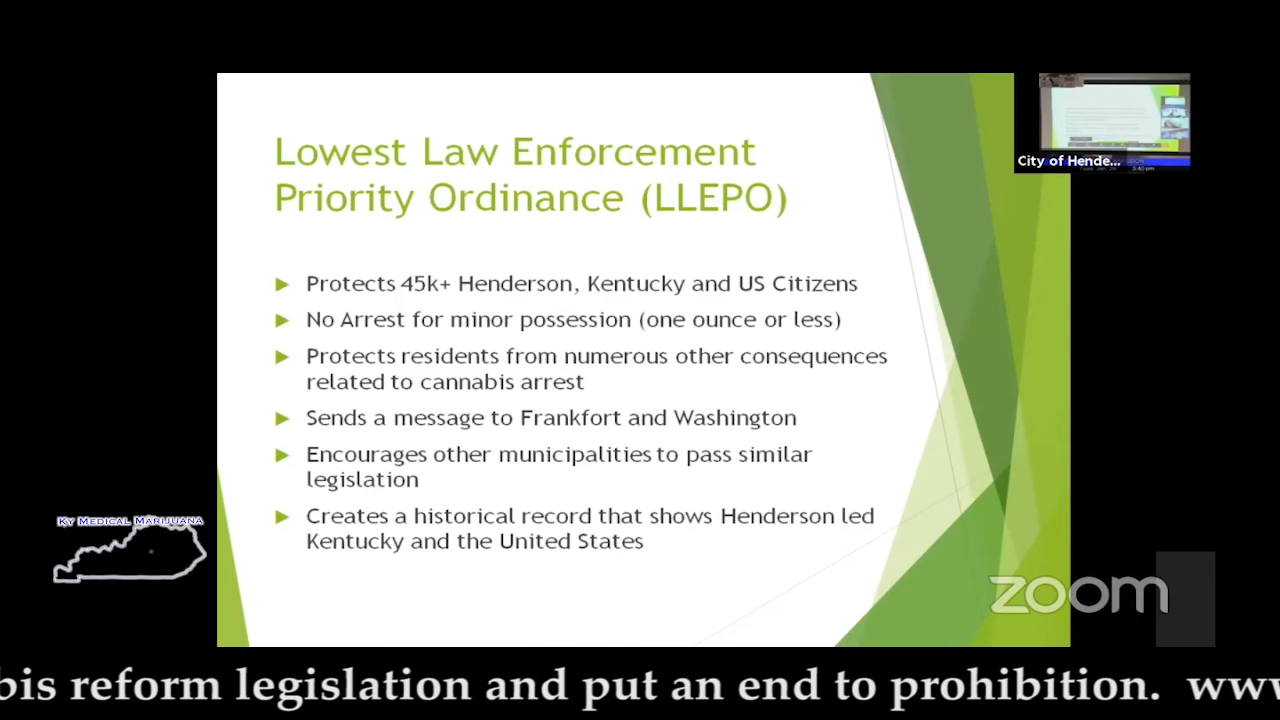 Lowest Law Enforcement
Priority Ordinance (LLEPO)
Protects 45k+ Henderson, Kentucky and US Citizens
No Arrest for minor possession (one ounce or less)
Protects residents from numerous other consequences
related to cannabis arrest
Sends a message to Frankfort and Washington
Encourages other municipalities to pass similar
legislation
Creates a historical record that shows Henderson led
Kentucky and the United States
City of Hende...
KY MEDICAL MARIJUANA
zoom
bis reform legislation and put an end to prohibition. www